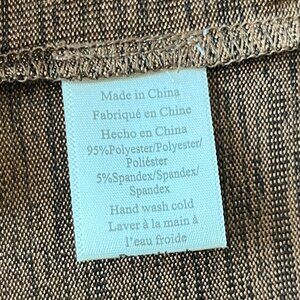 Made in China
Fabriqué en Chine
Hecho en China
95%Polyester/Polyester/
Poliéster
5%Spandex/Spandex/
Spandex
Hand wash cold
Laver à la main à
l'eau froide